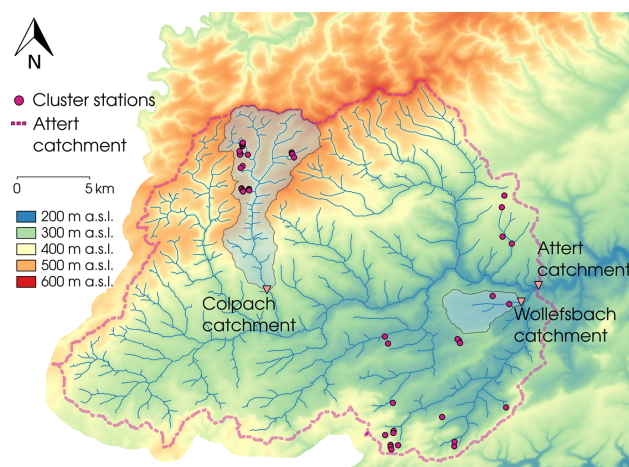 N
Cluster stations
Attert
catchment
0 5 km
200 m a.s.l.
300 m a.s.l.
400 m a.s.l.
500 m a.s.l.
600 m a.s.l.
Attert
catchment
Colpach
catchment
Wollefsbach
catchment